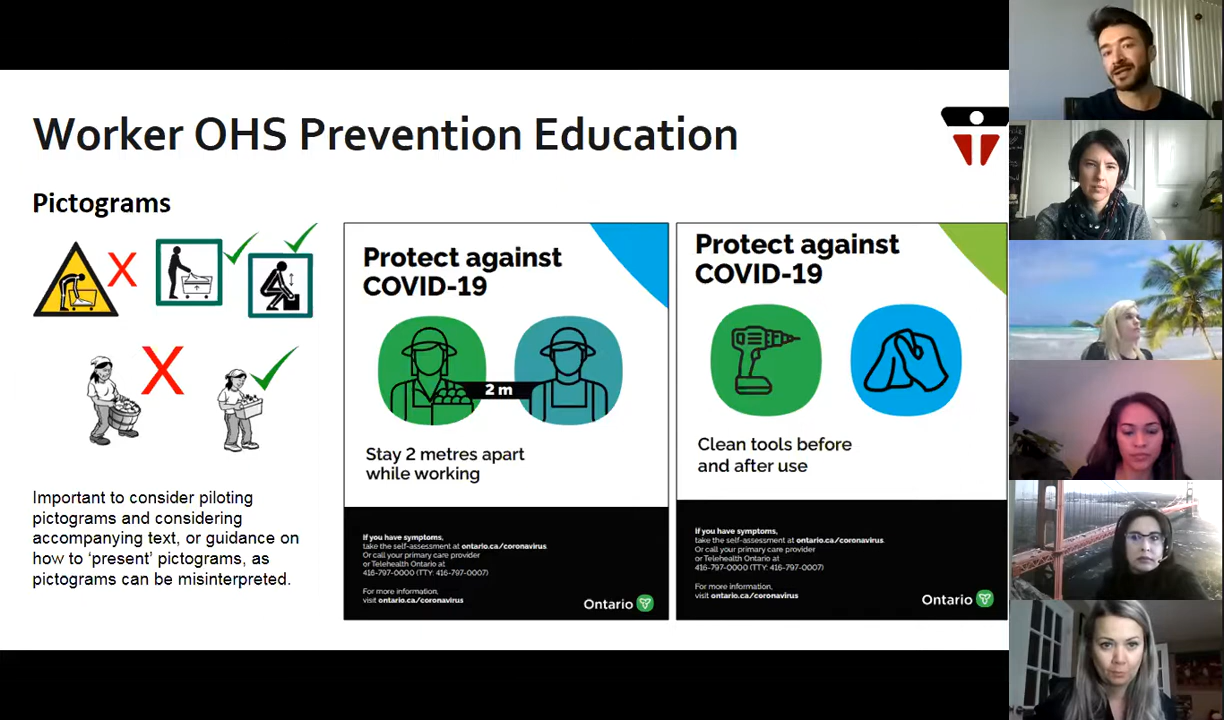 Worker OHS Prevention Education
Pictograms
Important to consider piloting
pictograms and considering
accompanying text, or guidance on
how to ‘present’ pictograms, as
pictograms can be misinterpreted.
Protect against
COVID-19
2 m
Stay 2 metres apart
while working
If you have symptoms,
take the self-assessment at ontario.ca/coronavirus.
Or call your primary care provider
or Telehealth Ontario at
416-797-0000 (TTY: 416-797-0007)
For more information,
visit ontario.ca/coronavirus
Ontario
Protect against
COVID-19
Clean tools before
and after use
If you have symptoms,
take the self-assessment at ontario.ca/coronavirus.
Or call your primary care provider
or Telehealth Ontario at
416-797-0000 (TTY: 416-797-0007)
For more information,
visit ontario.ca/coronavirus
Ontario